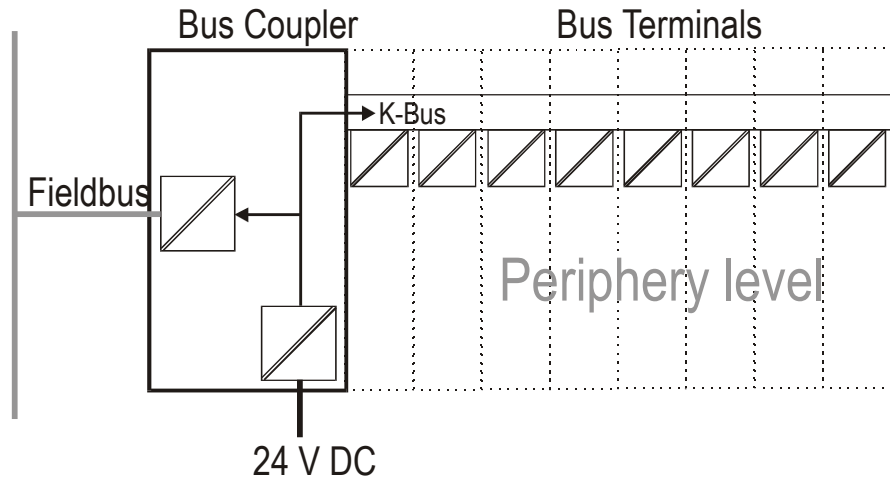 Bus Coupler
Bus Terminals
K-Bus
Fieldbus
Periphery level
24 V DC